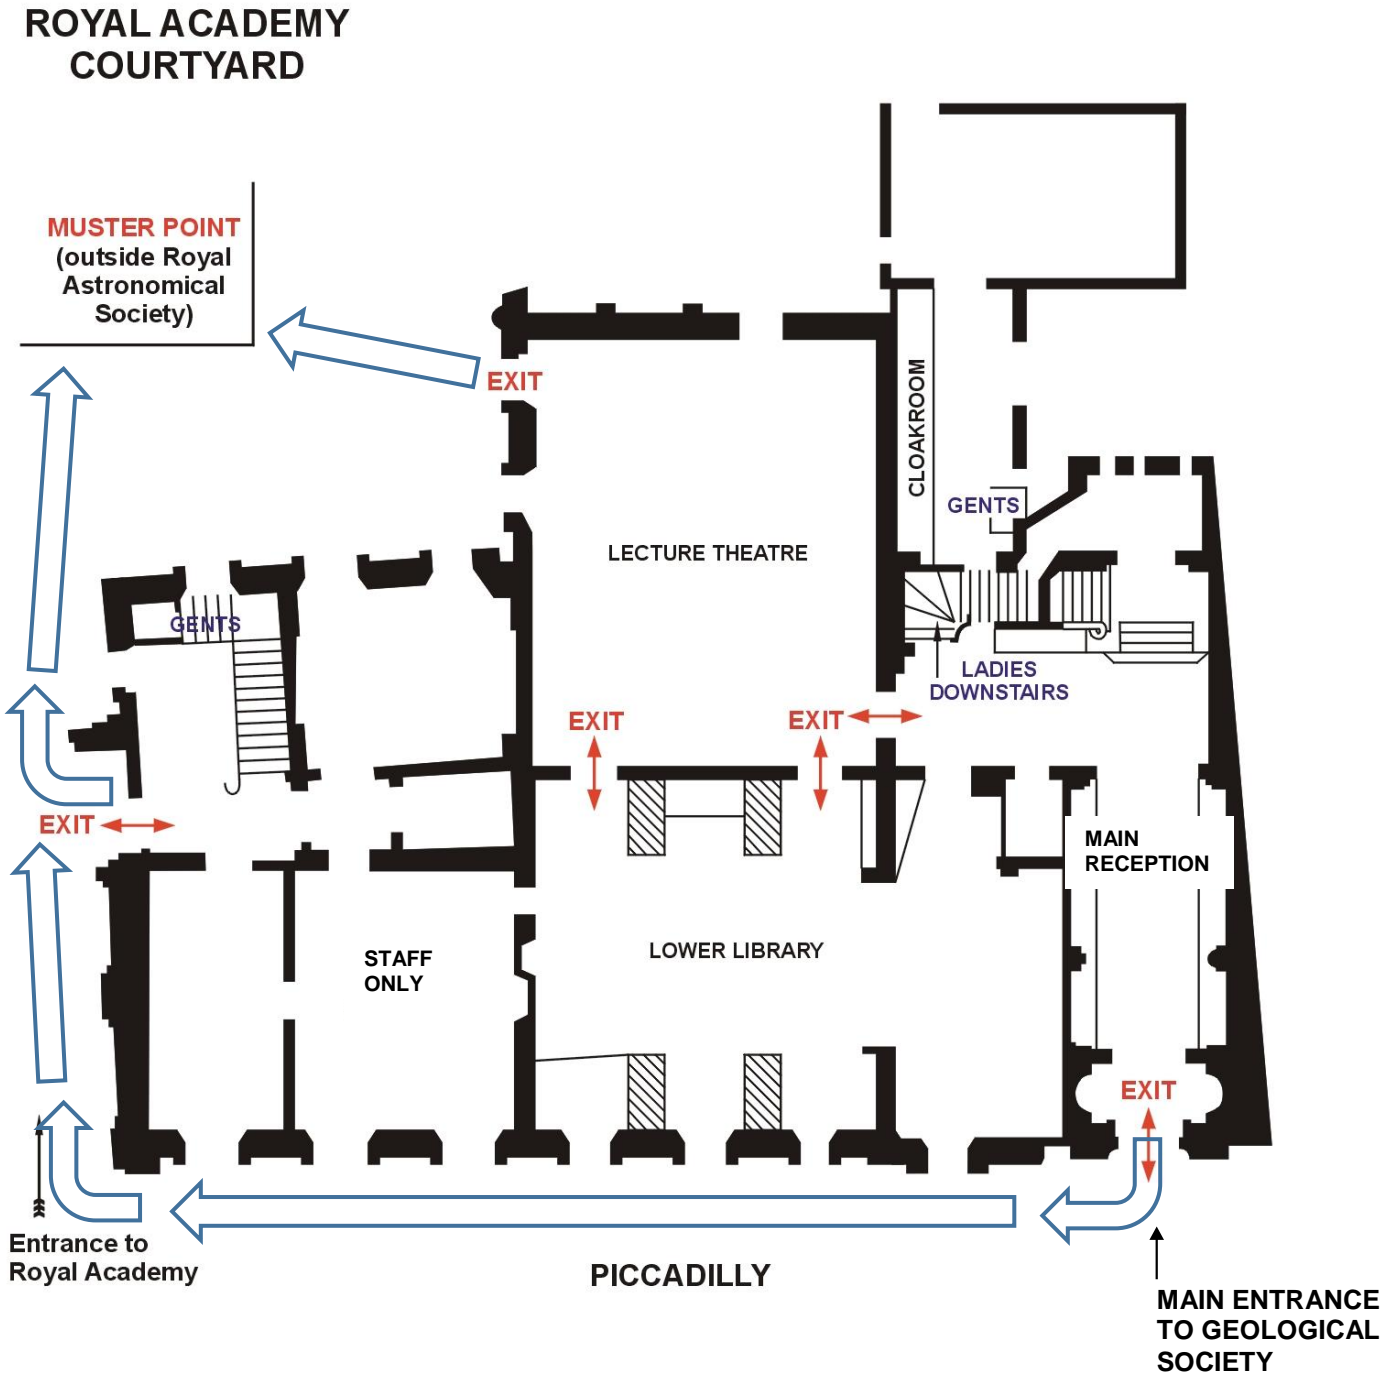 ROYAL ACADEMY
COURTYARD
MUSTER POINT
(outside Royal
Astronomical
Society)
EXIT
CLOAKROOM
GENTS
LECTURE THEATRE
GENTS
LADIES
DOWNSTAIRS
EXIT
EXIT
EXIT
MAIN
RECEPTION
STAFF
ONLY
LOWER LIBRARY
EXIT
Entrance to
Royal Academy
PICCADILLY
MAIN ENTRANCE
TO GEOLOGICAL
SOCIETY